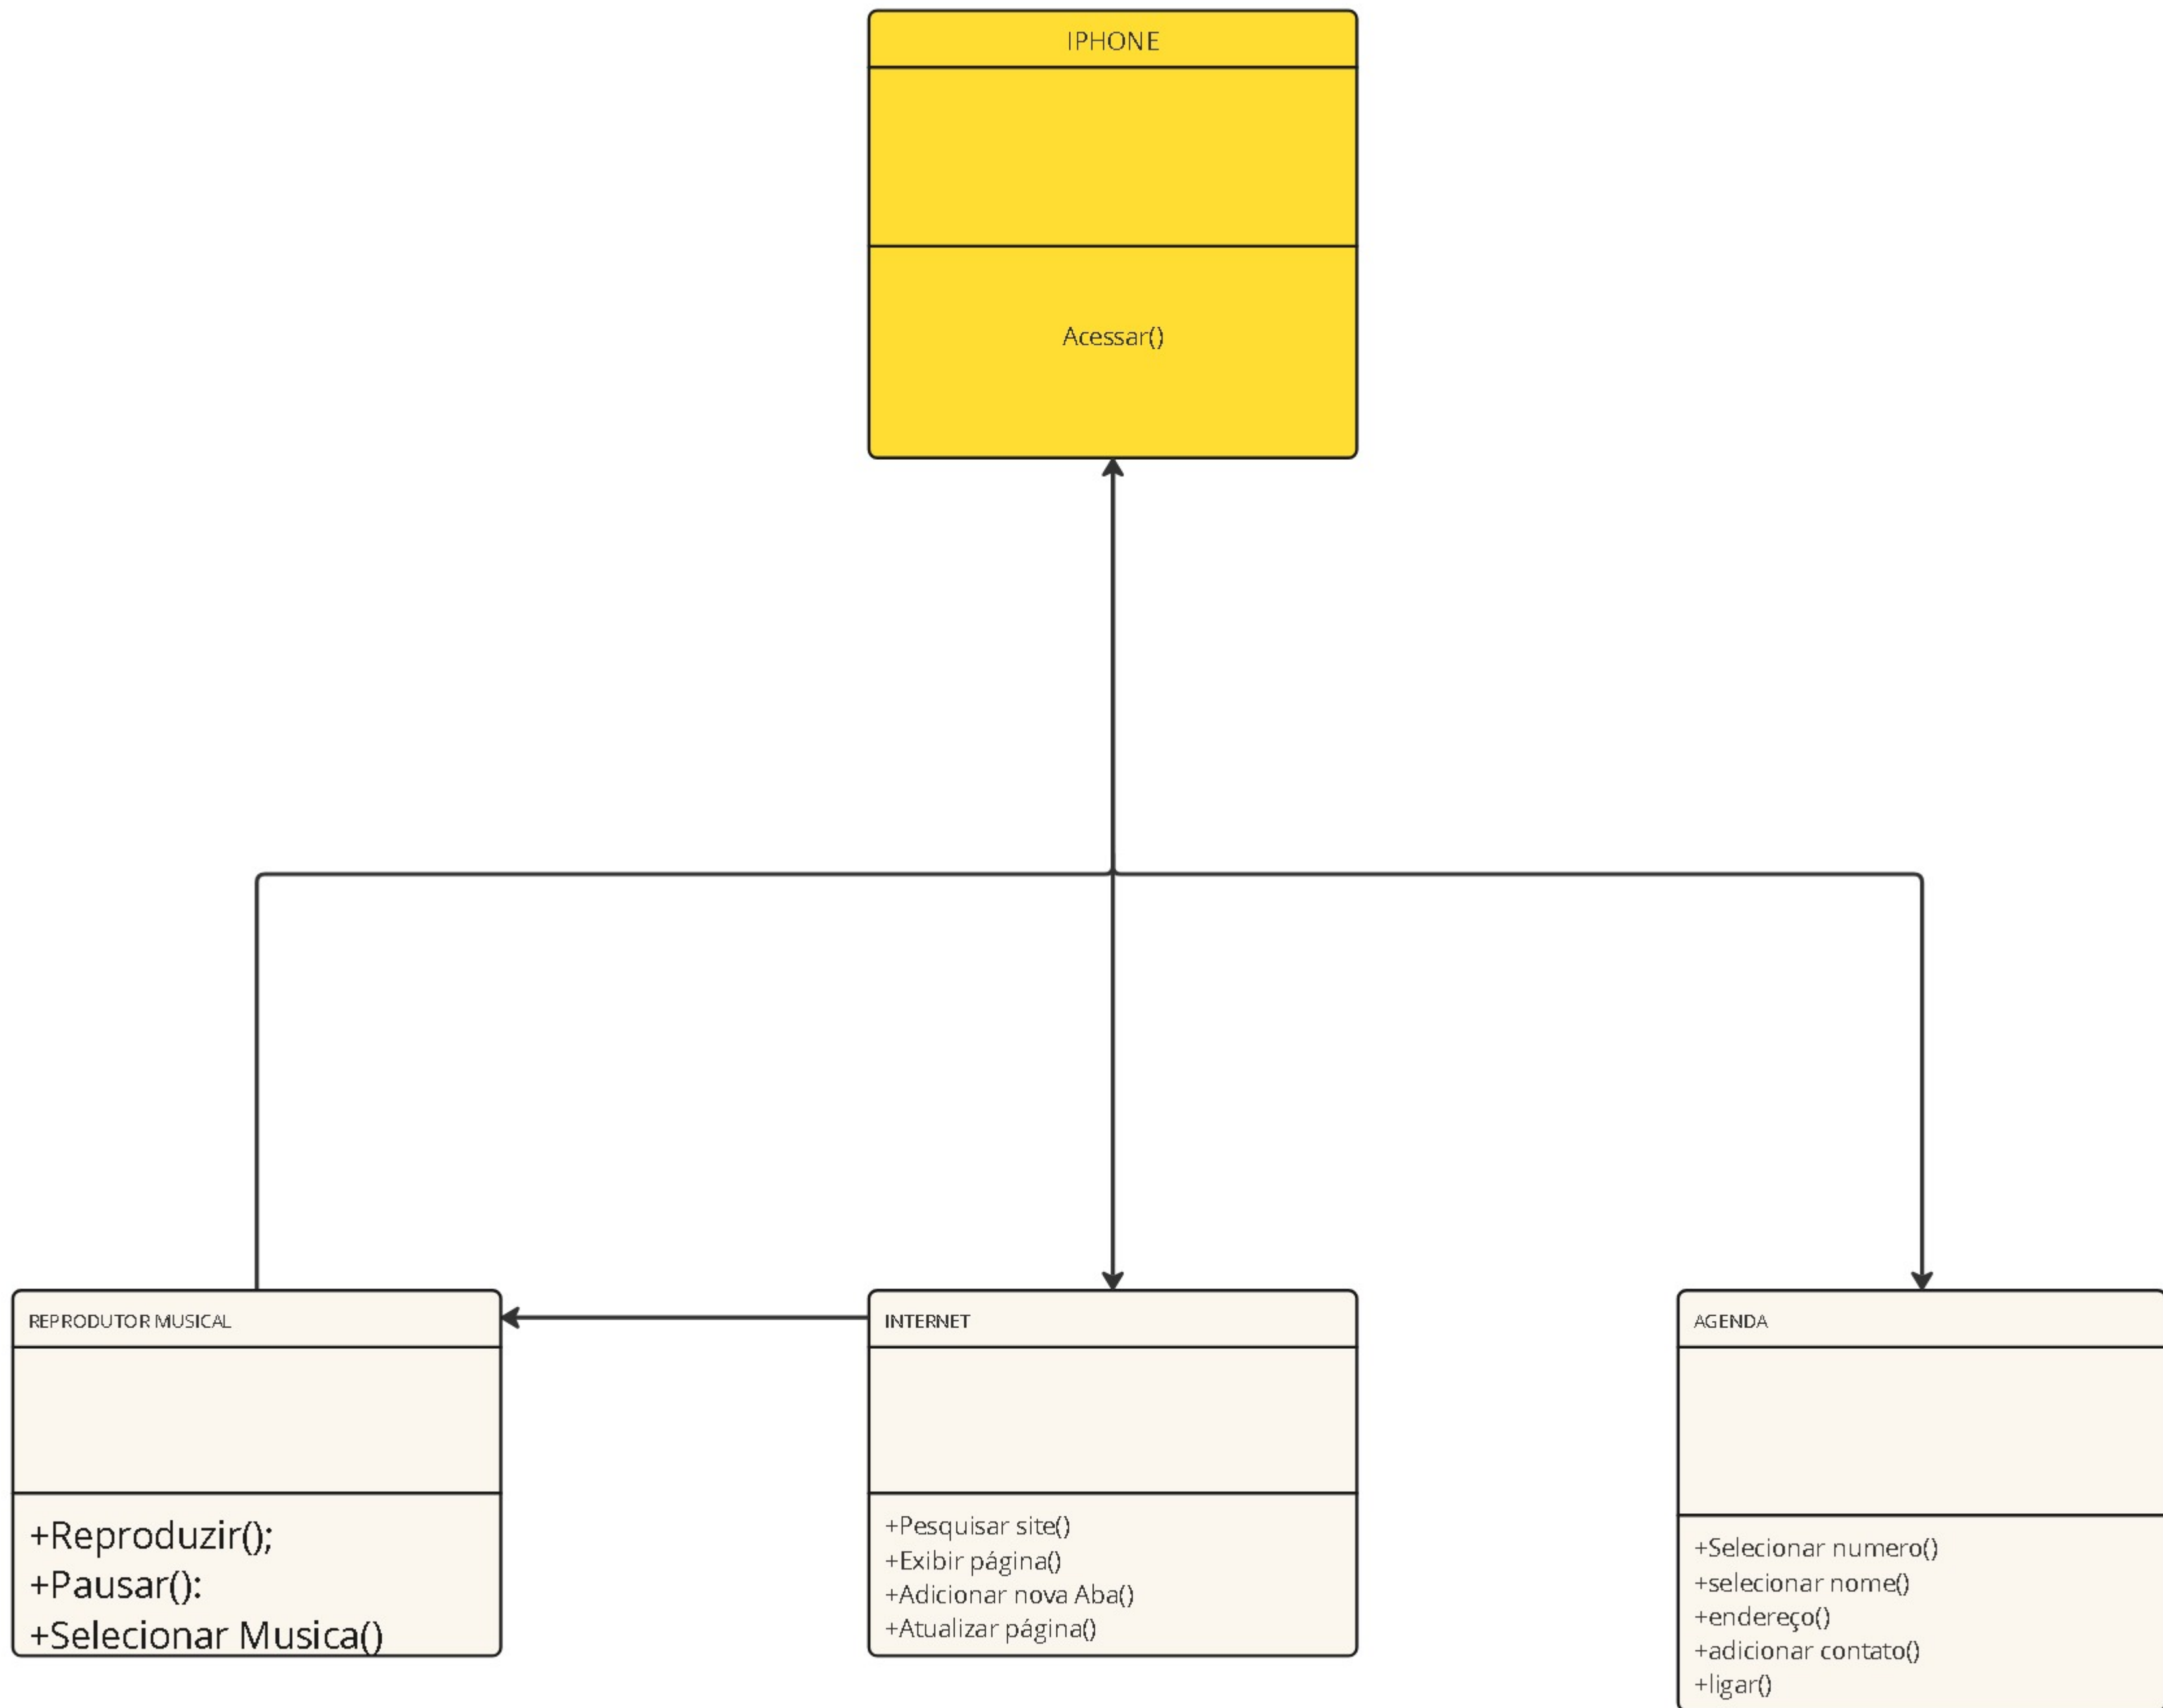 IPHONE
Acessar()
REPRODUTOR MUSICAL
+Reproduzir();
+Pausar():
+Selecionar Musica()
INTERNET
+Pesquisar site()
+Exibir página()
+Adicionar nova Aba()
+Atualizar página()
AGENDA
+Selecionar numero()
+selecionar nome()
+endereço()
+adicionar contato()
+ligar()